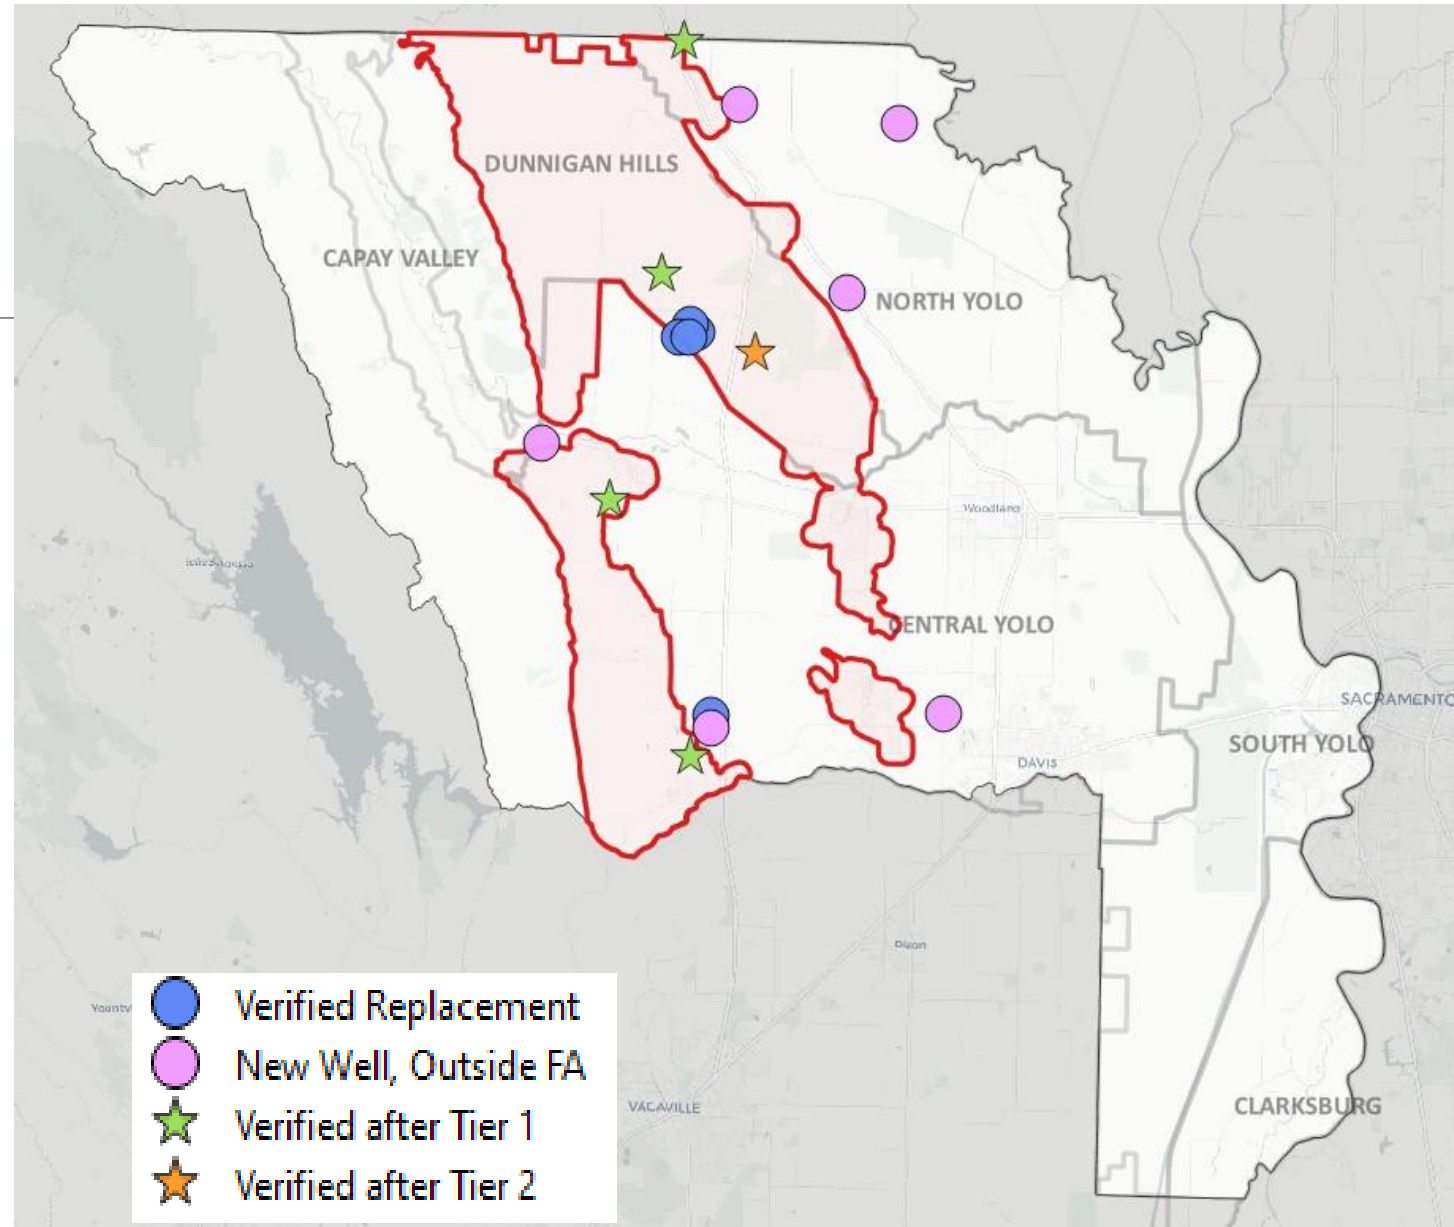 DUNNIGAN HILLS
CAPAY VALLEY
NORTH YOLO
Woodland
CENTRAL YOLO
SACRAMENTO
SOUTH YOLO
DAVIS
Dixon
VACAVILLE
CLARKSBURG
Verified Replacement
New Well, Outside FA
Verified after Tier 1
Verified after Tier 2